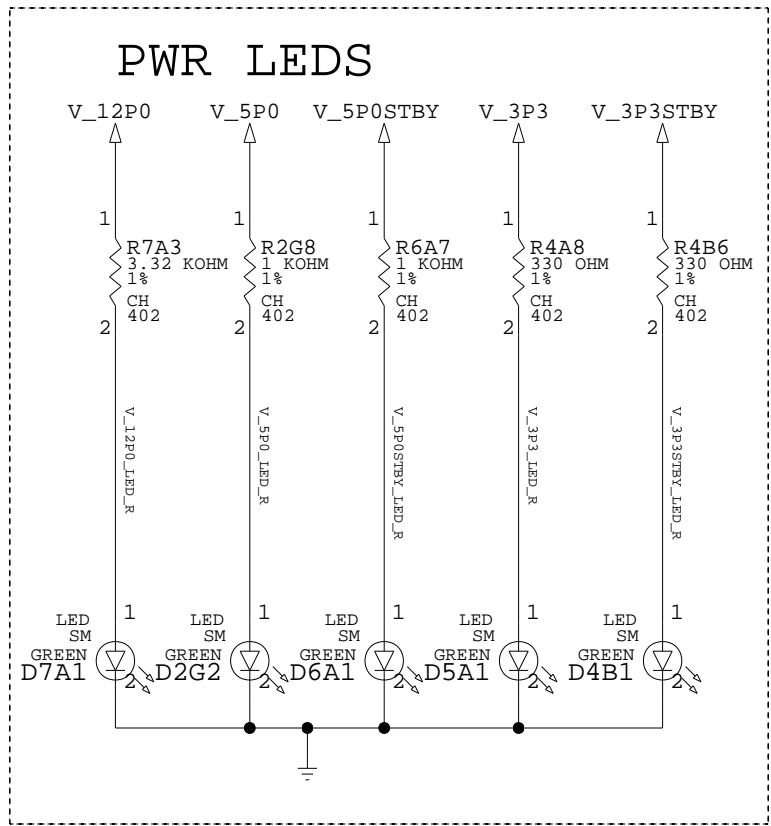 PWR LEDS
V_12P0
V_5P0
V_5P0STBY
V_3P3
V_3P3STBY
1
1
1
1
1
R7A3
3.32 KOHM
1%
CH
402
R2G8
1 KOHM
1%
CH
402
R6A7
1 KOHM
1%
CH
402
R4A8
330 OHM
1%
CH
402
R4B6
330 OHM
1%
CH
402
2
2
2
2
2
V_12P0_LED_R
V_5P0_LED_R
V_5P0STBY_LED_R
V_3P3_LED_R
V_3P3STBY_LED_R
LED
SM
GREEN
D7A1
1
2
LED
SM
GREEN
D2G2
1
2
LED
SM
GREEN
D6A1
1
2
LED
SM
GREEN
D5A1
1
2
LED
SM
GREEN
D4B1
1
2